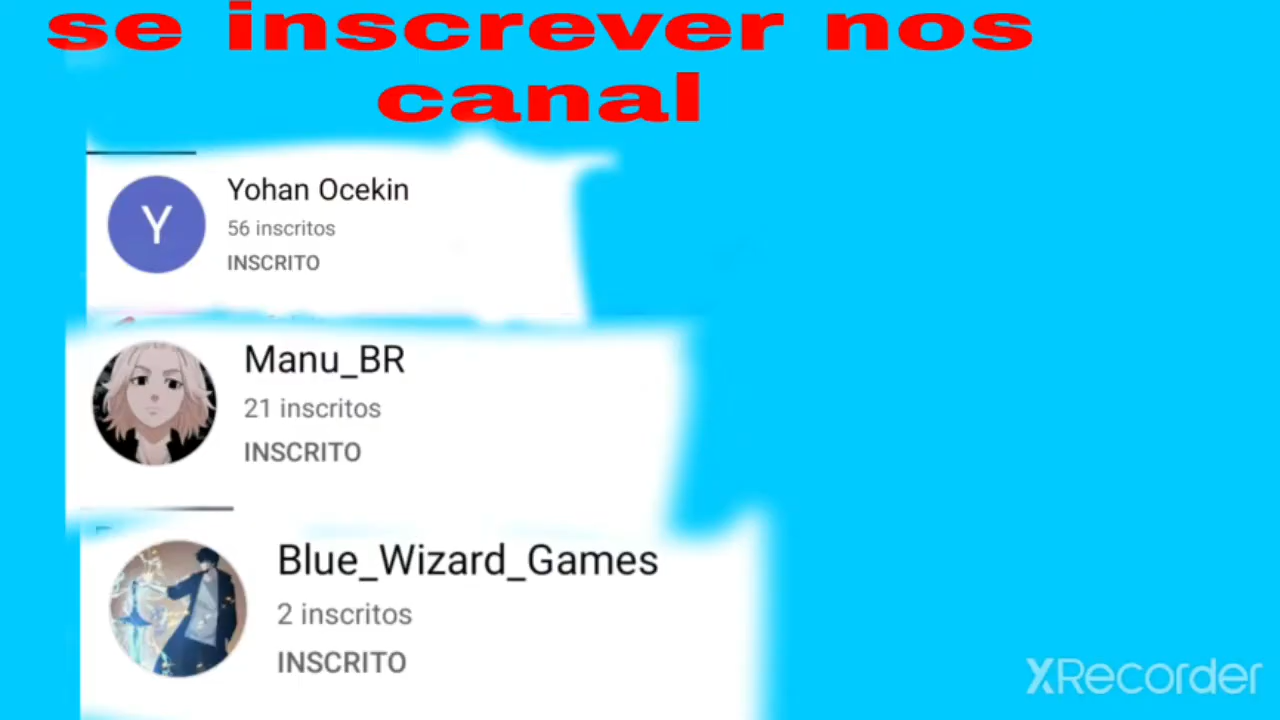 se inscrever nos
canal
Y
Yohan Ocekin
56 inscritos
INSCRITO
Manu_BR
21 inscritos
INSCRITO
Blue_Wizard_Games
2 inscritos
INSCRITO
XRecorder